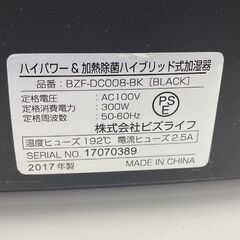 ハイパワー&加熱除菌ハイブリッド式加湿器
品番: BZF-DC008-BK [BLACK]
定格電圧: AC100V
定格消費電力: 300W
定格周波数: 50-60Hz
PSE
株式会社ビズライフ
温度ヒューズ192℃ 電流ヒューズ2.5A
SERIAL NO. 17070389
2017年製 MADE IN CHINA